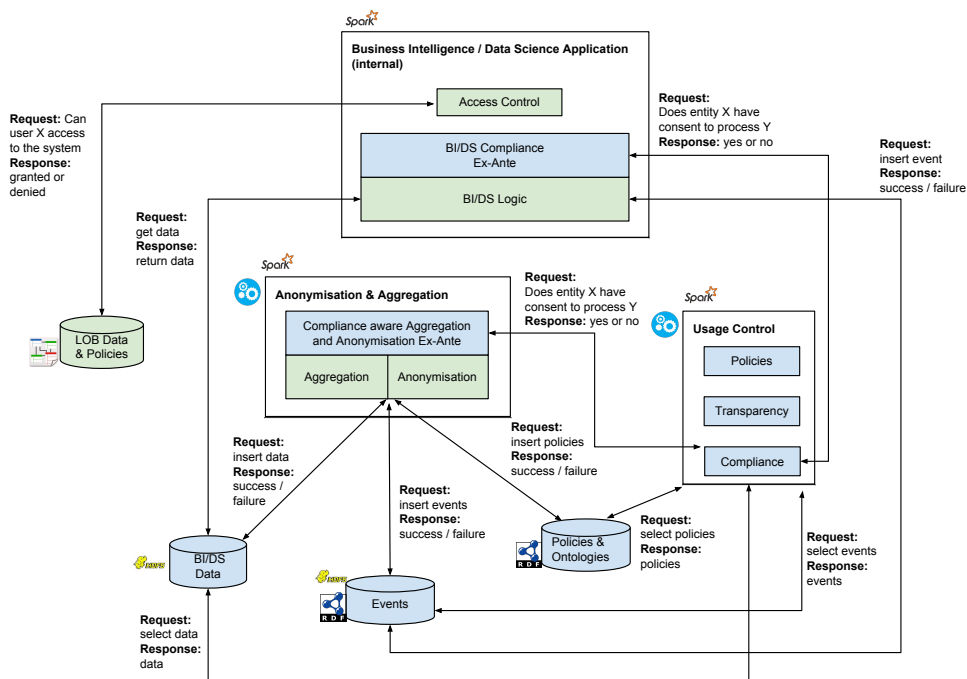 Spark
Business Intelligence / Data Science Application
(internal)
Access Control
BI/DS Compliance
Ex-Ante
BI/DS Logic
Request: Can
user X access
to the system
Response:
granted or
denied
Request:
Does entity X have
consent to process Y
Response: yes or no
Request:
insert event
Response:
success / failure
Request:
get data
Response:
return data
Spark
Anonymisation & Aggregation
Compliance aware Aggregation
and Anonymisation Ex-Ante
Aggregation
Anonymisation
Request:
Does entity X have
consent to process Y
Response: yes or no
Spark
Usage Control
Policies
Transparency
Compliance
LOB Data
& Policies
Request:
insert data
Response:
success /
failure
Request:
insert events
Response:
success / failure
Request:
insert policies
Response:
success / failure
Request:
select policies
Response:
policies
Request:
select events
Response:
events
BI/DS
Data
RDF
Policies &
Ontologies
RDF
Events
Request:
select data
Response:
data